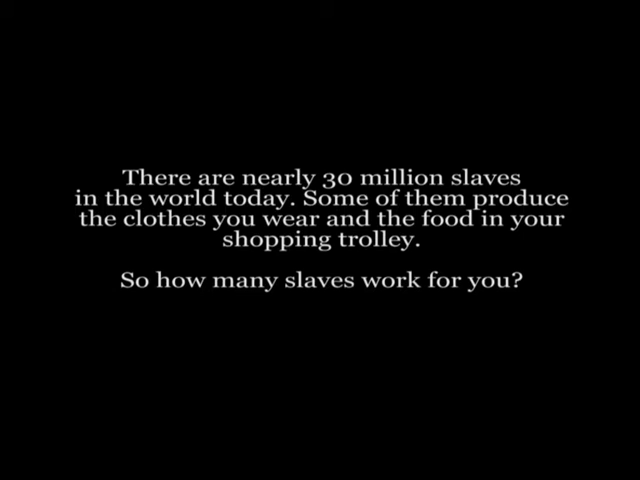 There are nearly 30 million slaves
in the world today. Some of them produce
the clothes you wear and the food in your
shopping trolley.
So how many slaves work for you?